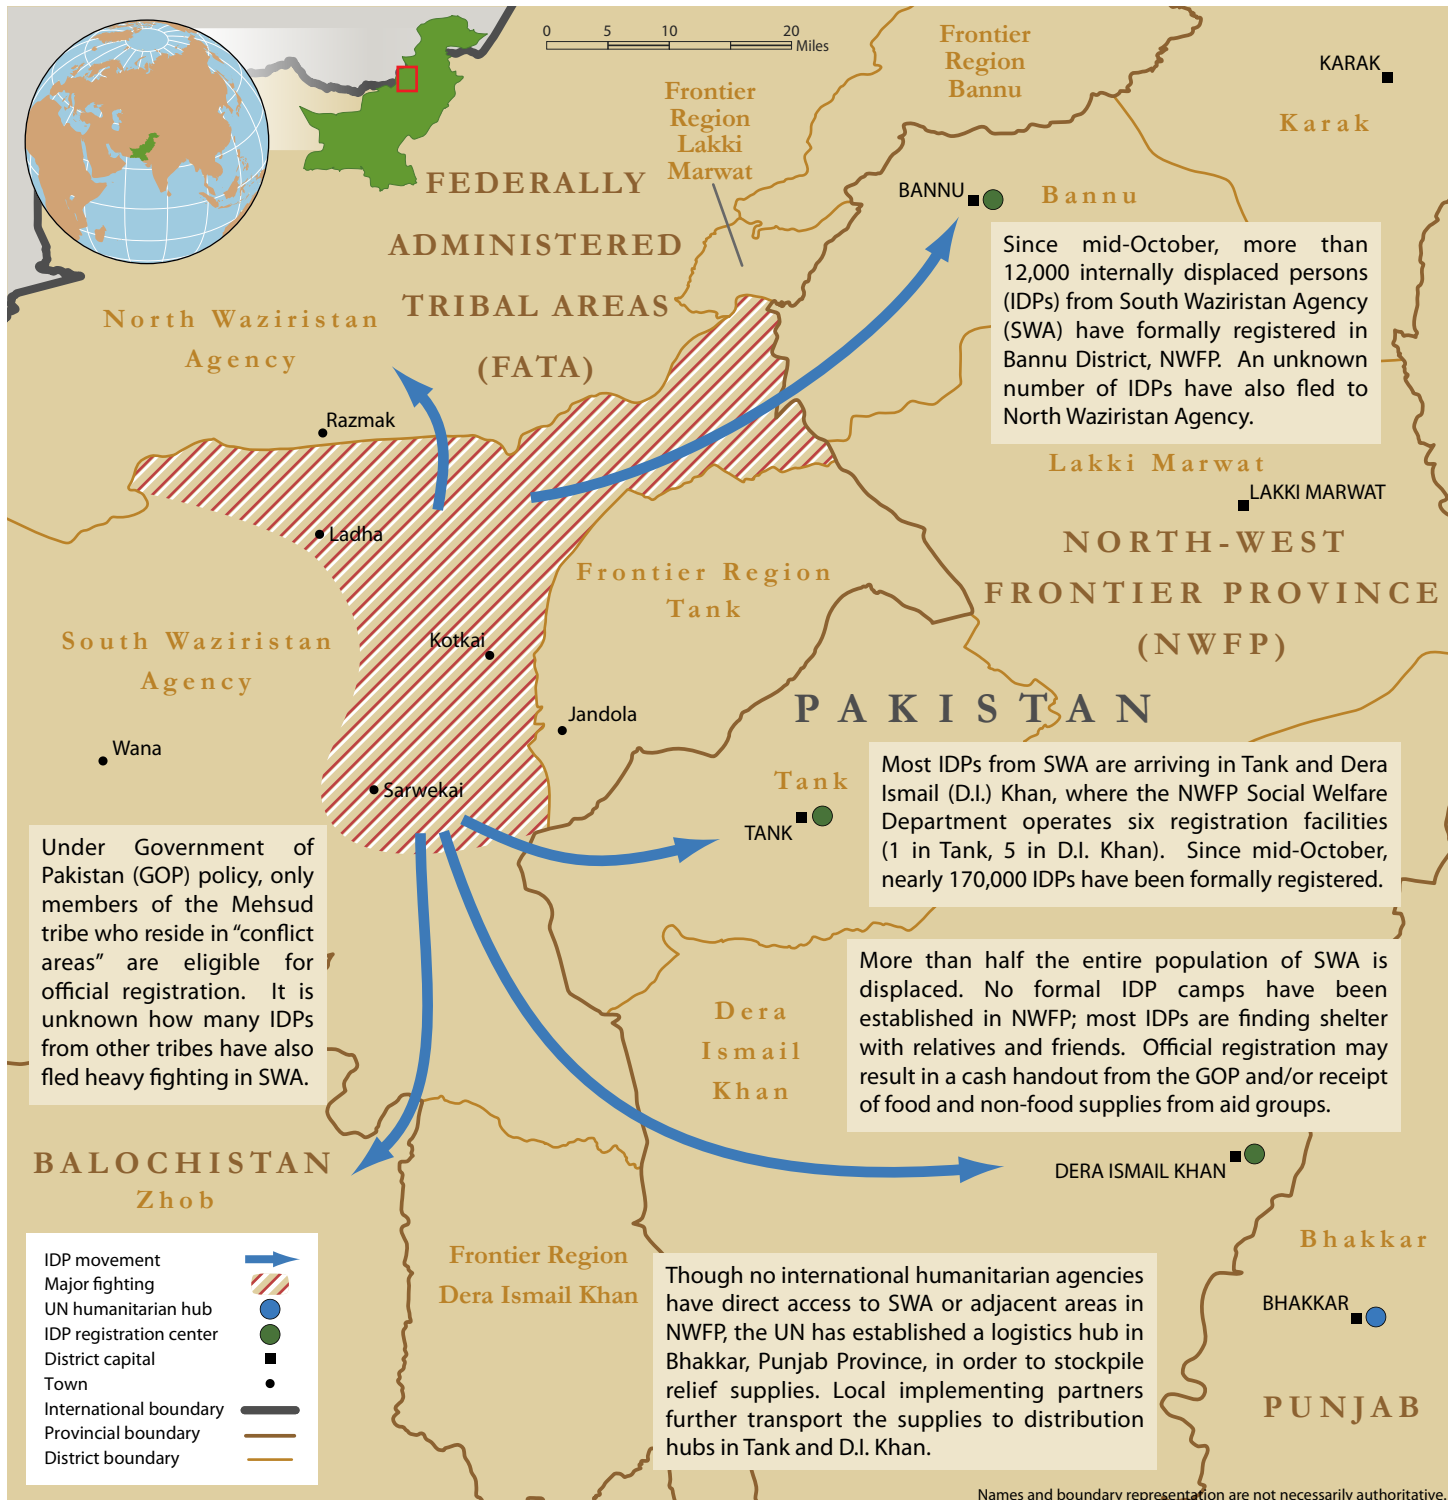 0 5 10 20
Miles
Frontier
Region
Bannu
KARAK
Karak
Frontier
Region
Lakki
Marwat
FEDERALLY
ADMINISTERED
TRIBAL AREAS
(FATA)
BANNU
Bannu
Since mid-October, more than
12,000 internally displaced persons
(IDPs) from South Waziristan Agency
(SWA) have formally registered in
Bannu District, NWFP. An unknown
number of IDPs have also fled to
North Waziristan Agency.
North Waziristan
Agency
Razmak
Lakki Marwat
LAKKI MARWAT
Ladha
NORTH-WEST
FRONTIER PROVINCE
(NWFP)
Frontier Region
Tank
South Waziristan
Agency
Kotkai
PAKISTAN
Jandola
Wana
Sarwekai
Tank
TANK
Most IDPs from SWA are arriving in Tank and Dera
Ismail (D.I.) Khan, where the NWFP Social Welfare
Department operates six registration facilities
(1 in Tank, 5 in D.I. Khan). Since mid-October,
nearly 170,000 IDPs have been formally registered.
Under Government of
Pakistan (GOP) policy, only
members of the Mehsud
tribe who reside in “conflict
areas” are eligible for
official registration. It is
unknown how many IDPs
from other tribes have also
fled heavy fighting in SWA.
More than half the entire population of SWA is
displaced. No formal IDP camps have been
established in NWFP; most IDPs are finding shelter
with relatives and friends. Official registration may
result in a cash handout from the GOP and/or receipt
of food and non-food supplies from aid groups.
Dera
Ismail
Khan
BALOCHISTAN
Zhob
DERA ISMAIL KHAN
Frontier Region
Dera Ismail Khan
Bhakkar
BHAKKAR
PUNJAB
Though no international humanitarian agencies
have direct access to SWA or adjacent areas in
NWFP, the UN has established a logistics hub in
Bhakkar, Punjab Province, in order to stockpile
relief supplies. Local implementing partners
further transport the supplies to distribution
hubs in Tank and D.I. Khan.
IDP movement
Major fighting
UN humanitarian hub
IDP registration center
District capital
Town
International boundary
Provincial boundary
District boundary
Names and boundary representation are not necessarily authoritative.